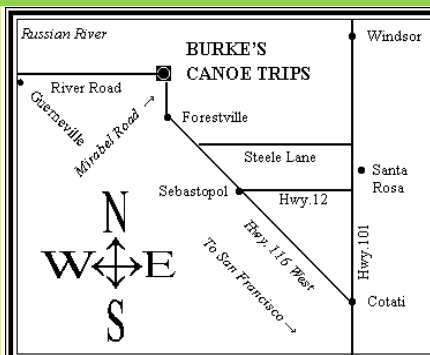 Russian River
Windsor
BURKE'S
CANOE TRIPS
River Road
Guerneville
Mirabel Road →
Forestville
Steele Lane
Santa
Rosa
Sebastopol
Hwy.12
N
W E
S
Hwy. 116 West
Hwy.101
To San Francisco →
Cotati